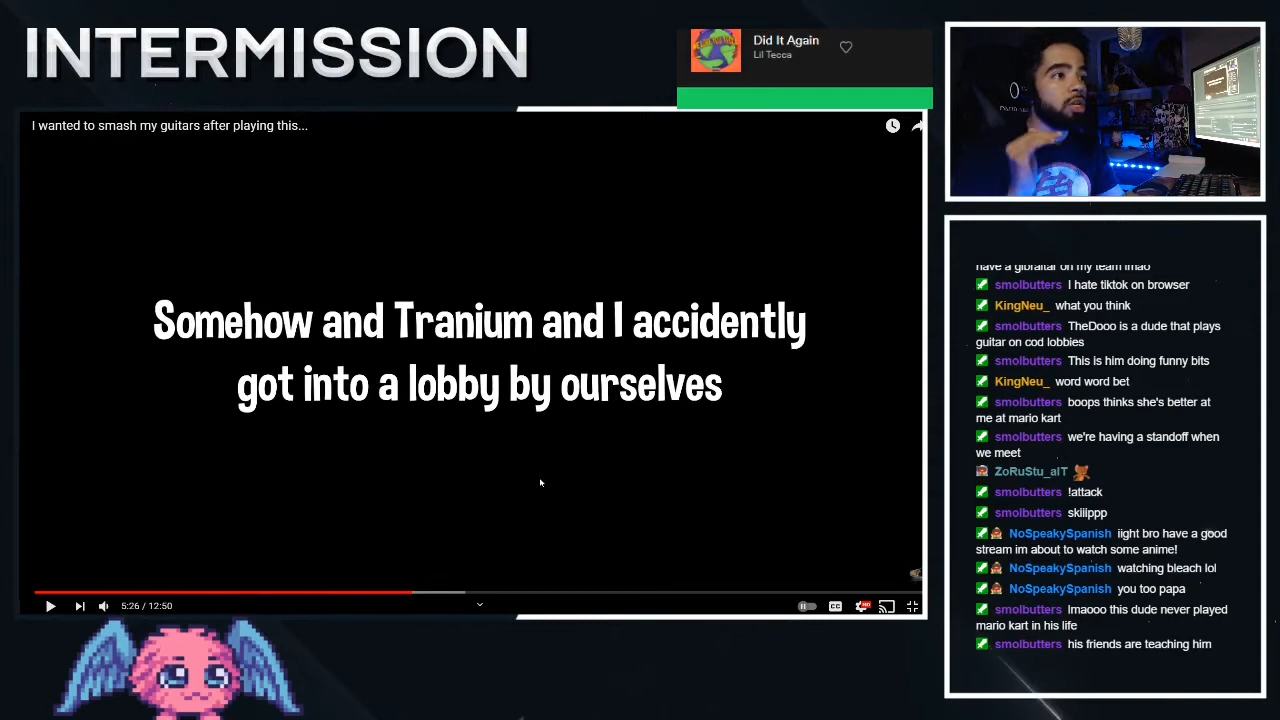 INTERMISSION
Did It Again
Lil Tecca
I wanted to smash my guitars after playing this...
Somehow and Tranium and I accidently
got into a lobby by ourselves
5:26 / 12:50
CC
HD
have a gibraltar on my team lmao
smolbutters I hate tiktok on browser
KingNeu_ what you think
smolbutters TheDooo is a dude that plays
guitar on cod lobbies
smolbutters This is him doing funny bits
KingNeu_ word word bet
smolbutters boops thinks she's better at
me at mario kart
smolbutters we're having a standoff when
we meet
ZoRuStu_aIT
smolbutters !attack
smolbutters skiiippp
NoSpeakySpanish iight bro have a good
stream im about to watch some anime!
NoSpeakySpanish watching bleach lol
NoSpeakySpanish you too papa
smolbutters lmaooo this dude never played
mario kart in his life
smolbutters his friends are teaching him